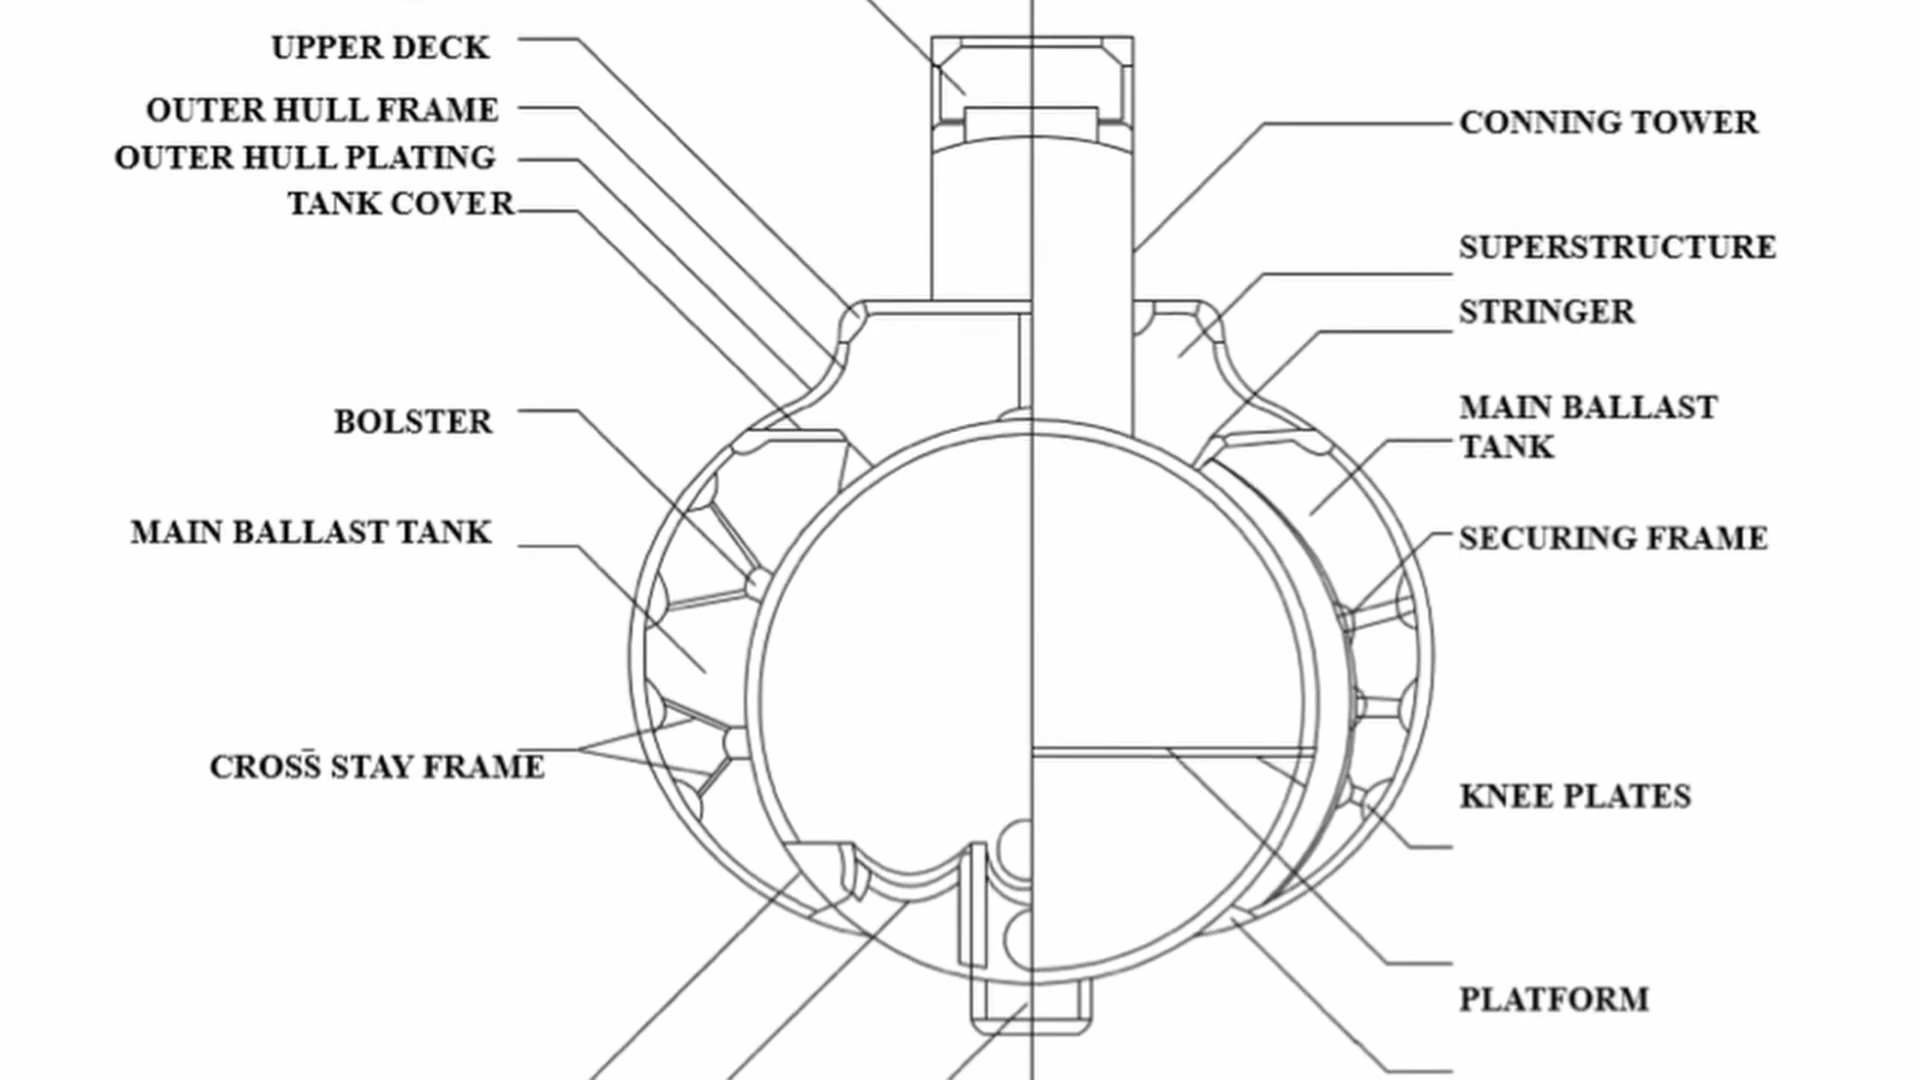 UPPER DECK
OUTER HULL FRAME
OUTER HULL PLATING
TANK COVER
BOLSTER
MAIN BALLAST TANK
CROSS STAY FRAME
CONNING TOWER
SUPERSTRUCTURE
STRINGER
MAIN BALLAST
TANK
SECURING FRAME
KNEE PLATES
PLATFORM